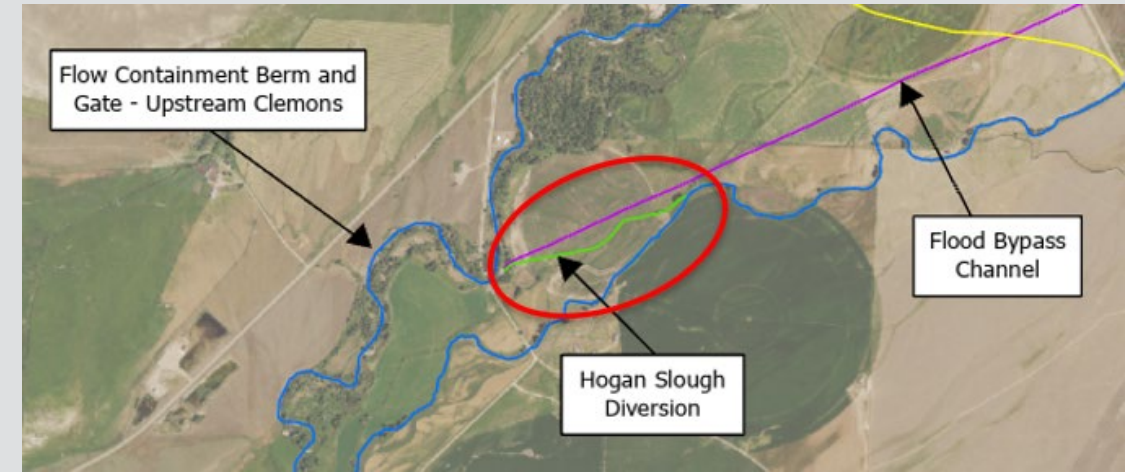 Flow Containment Berm and
Gate - Upstream Clemons
Flood Bypass
Channel
Hogan Slough
Diversion